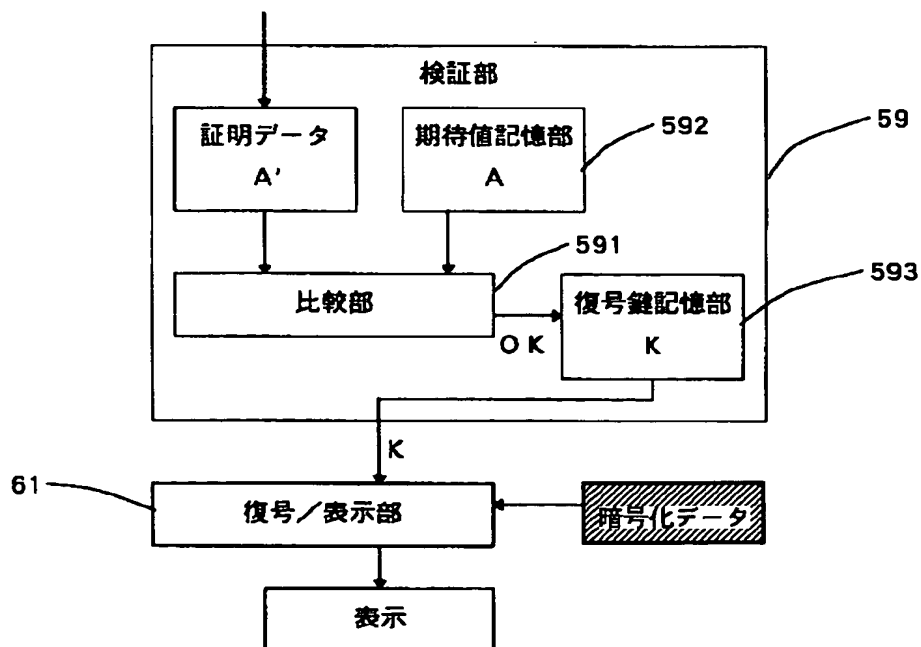 検証部
証明データ
A'
期待値記憶部
A
592
59
591
比較部
OK
復号鍵記憶部
K
593
K
61
復号／表示部
暗号化データ
表示